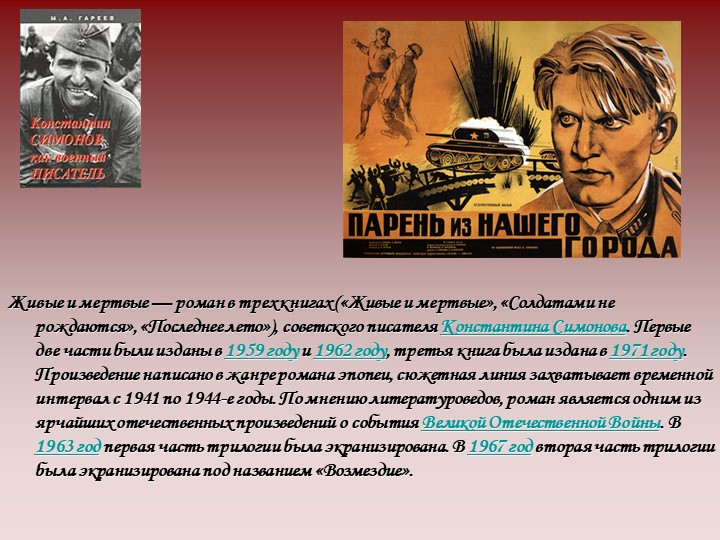 М.А. ГАРЕЕВ
Константин
СИМОНОВ
как военный
ПИСАТЕЛЬ
ПАРЕНЬ ИЗ НАШЕГО
ГОРОДА
Живые и мертвые — роман в трех книгах («Живые и мертвые», «Солдатами не
рождаются», «Последнее лето»), советского писателя Константина Симонова. Первые
две части были изданы в 1959 году и 1962 году, третья книга была издана в 1971 году.
Произведение написано в жанре романа эпопеи, сюжетная линия захватывает временной
интервал с 1941 по 1944-е годы. По мнению литературоведов, роман является одним из
ярчайших отечественных произведений о события Великой Отечественной Войны. В
1963 год первая часть трилогии была экранизирована. В 1967 год вторая часть трилогии
была экранизирована под названием «Возмездие».